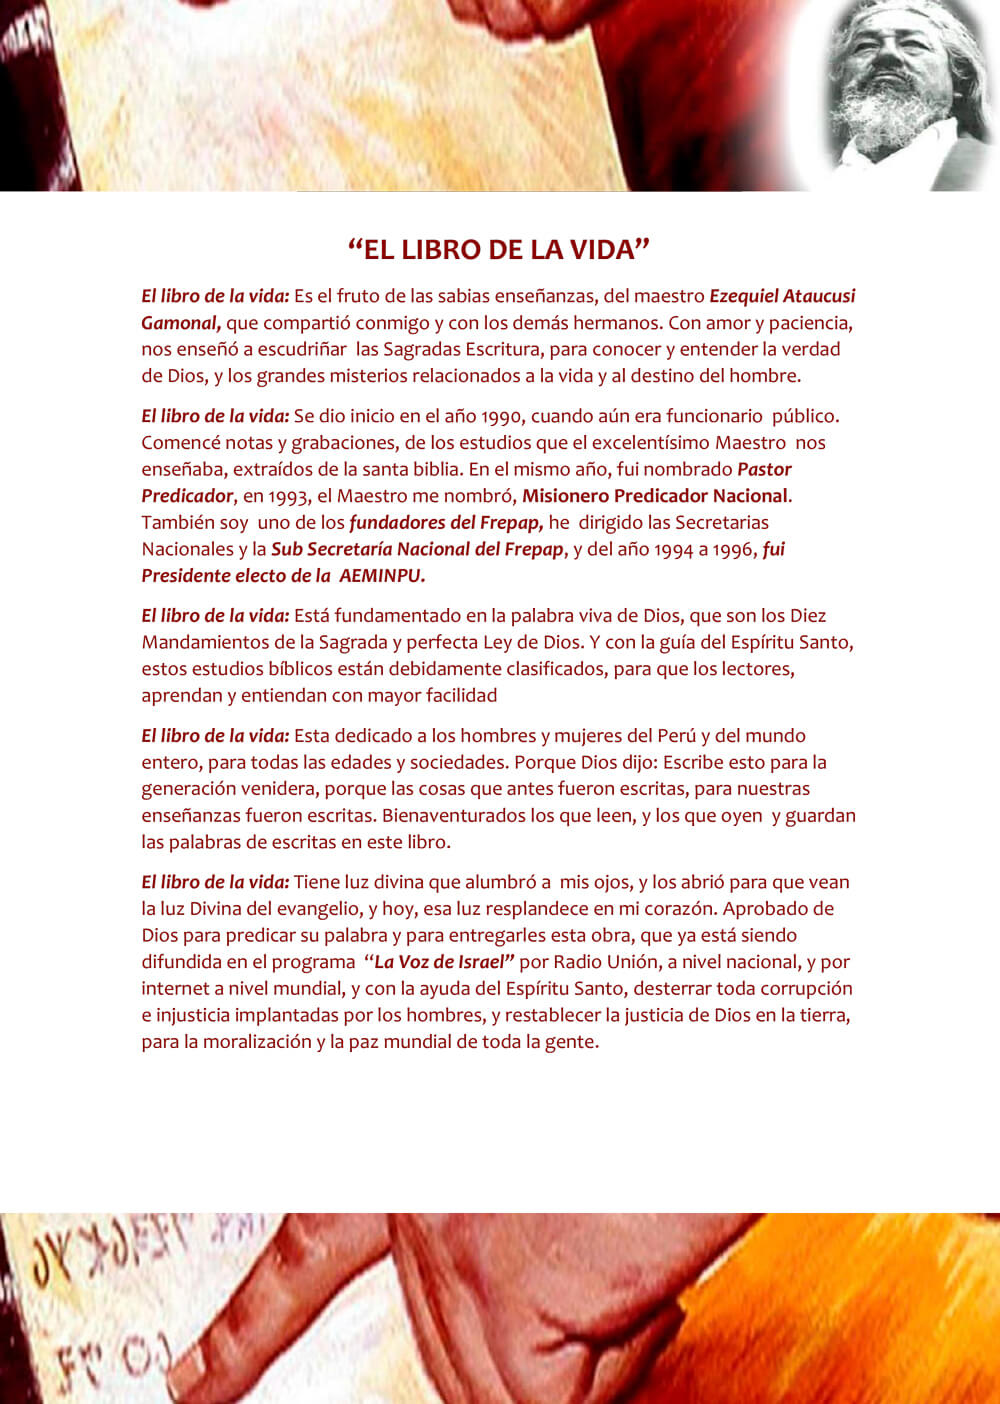 “EL LIBRO DE LA VIDA”
El libro de la vida: Es el fruto de las sabias enseñanzas, del maestro Ezequiel Ataucusi
Gamonal, que compartió conmigo y con los demás hermanos. Con amor y paciencia,
nos enseñó a escudriñar las Sagradas Escritura, para conocer y entender la verdad
de Dios, y los grandes misterios relacionados a la vida y al destino del hombre.
El libro de la vida: Se dio inicio en el año 1990, cuando aún era funcionario público.
Comencé notas y grabaciones, de los estudios que el excelentísimo Maestro nos
enseñaba, extraídos de la santa biblia. En el mismo año, fui nombrado Pastor
Predicador, en 1993, el Maestro me nombró, Misionero Predicador Nacional.
También soy uno de los fundadores del Frepap, he dirigido las Secretarias
Nacionales y la Sub Secretaría Nacional del Frepap, y del año 1994 a 1996, fui
Presidente electo de la AEMINPU.
El libro de la vida: Está fundamentado en la palabra viva de Dios, que son los Diez
Mandamientos de la Sagrada y perfecta Ley de Dios. Y con la guía del Espíritu Santo,
estos estudios bíblicos están debidamente clasificados, para que los lectores,
aprendan y entiendan con mayor facilidad
El libro de la vida: Esta dedicado a los hombres y mujeres del Perú y del mundo
entero, para todas las edades y sociedades. Porque Dios dijo: Escribe esto para la
generación venidera, porque las cosas que antes fueron escritas, para nuestras
enseñanzas fueron escritas. Bienaventurados los que leen, y los que oyen y guardan
las palabras de escritas en este libro.
El libro de la vida: Tiene luz divina que alumbró a mis ojos, y los abrió para que vean
la luz Divina del evangelio, y hoy, esa luz resplandece en mi corazón. Aprobado de
Dios para predicar su palabra y para entregarles esta obra, que ya está siendo
difundida en el programa “La Voz de Israel” por Radio Unión, a nivel nacional, y por
internet a nivel mundial, y con la ayuda del Espíritu Santo, desterrar toda corrupción
e injusticia implantadas por los hombres, y restablecer la justicia de Dios en la tierra,
para la moralización y la paz mundial de toda la gente.